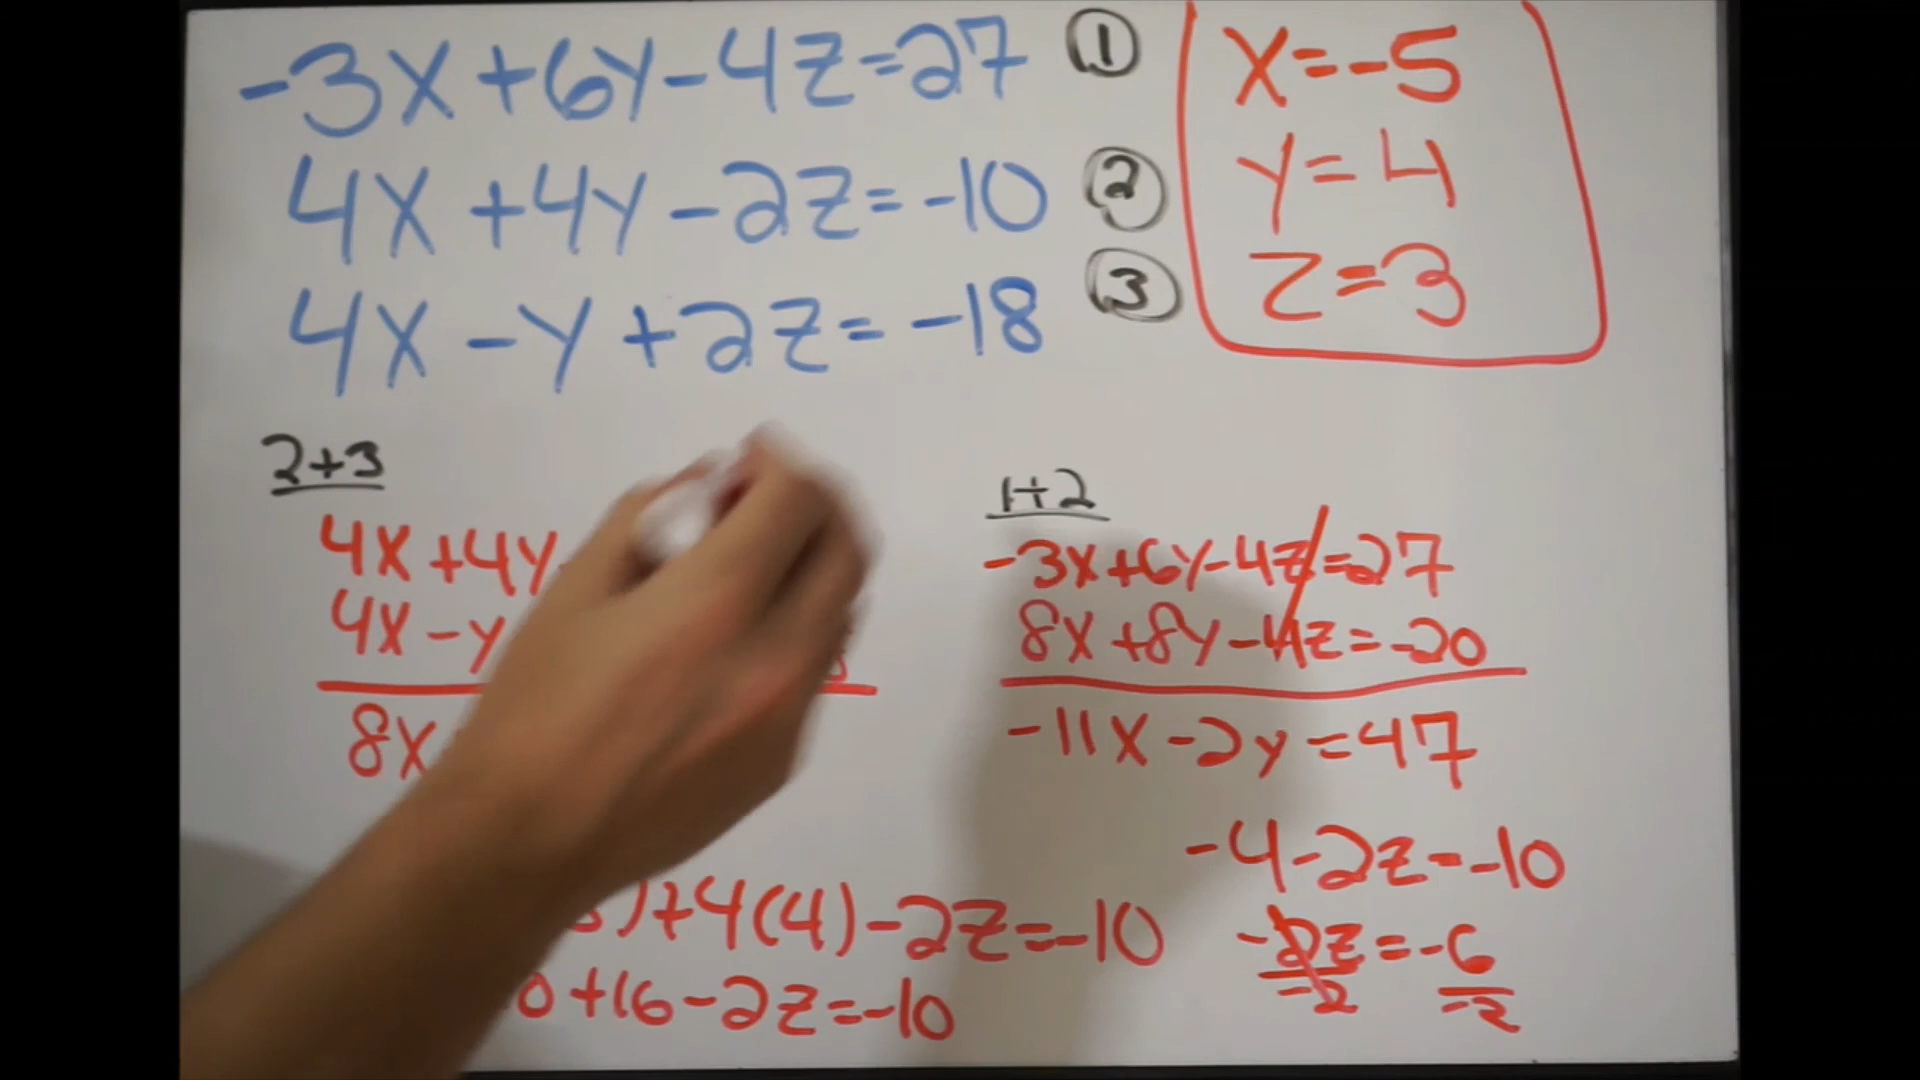 -3X+6Y-4Z=27 ①
4X+4Y-2Z=-10 ②
4X-Y+2Z=-18 ③
X=-5
Y=4
Z=3
2+3
4X+4Y
4X-Y
8X
1+2
-3X+6Y-4Z=27
8X+8Y-4Z=-20
-11X-2Y=47
-4-2Z=-10
-2Z=-6
-2 -2
)+4(4)-2Z=-10
0+16-2Z=-10